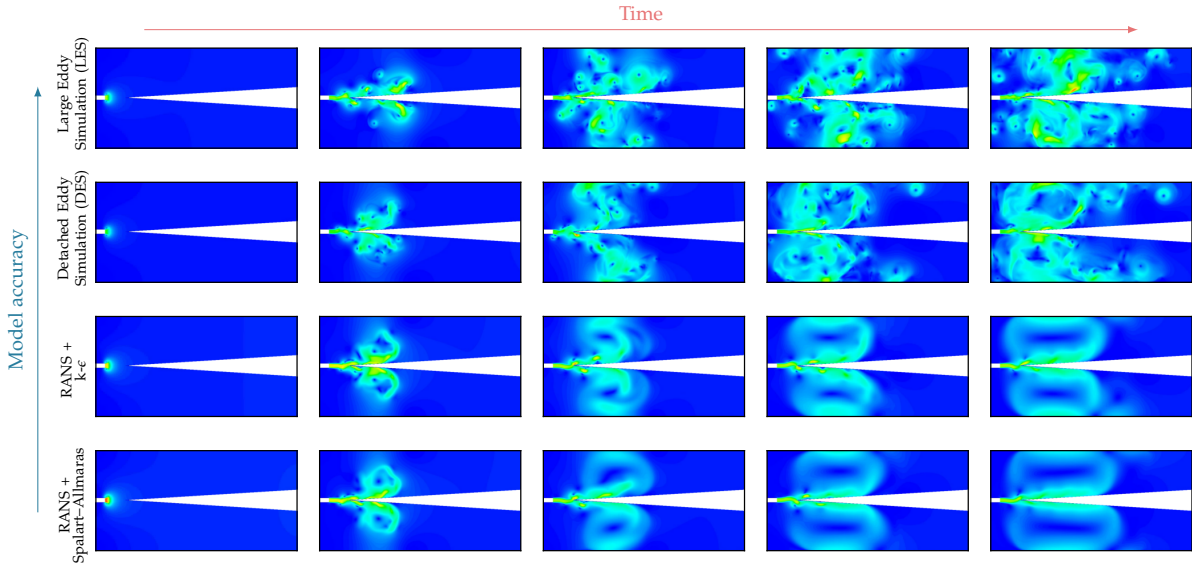 Time
Model accuracy
Large Eddy
Simulation (LES)
Detached Eddy
Simulation (DES)
RANS +
k-ϵ
RANS +
Spalart–Allmaras